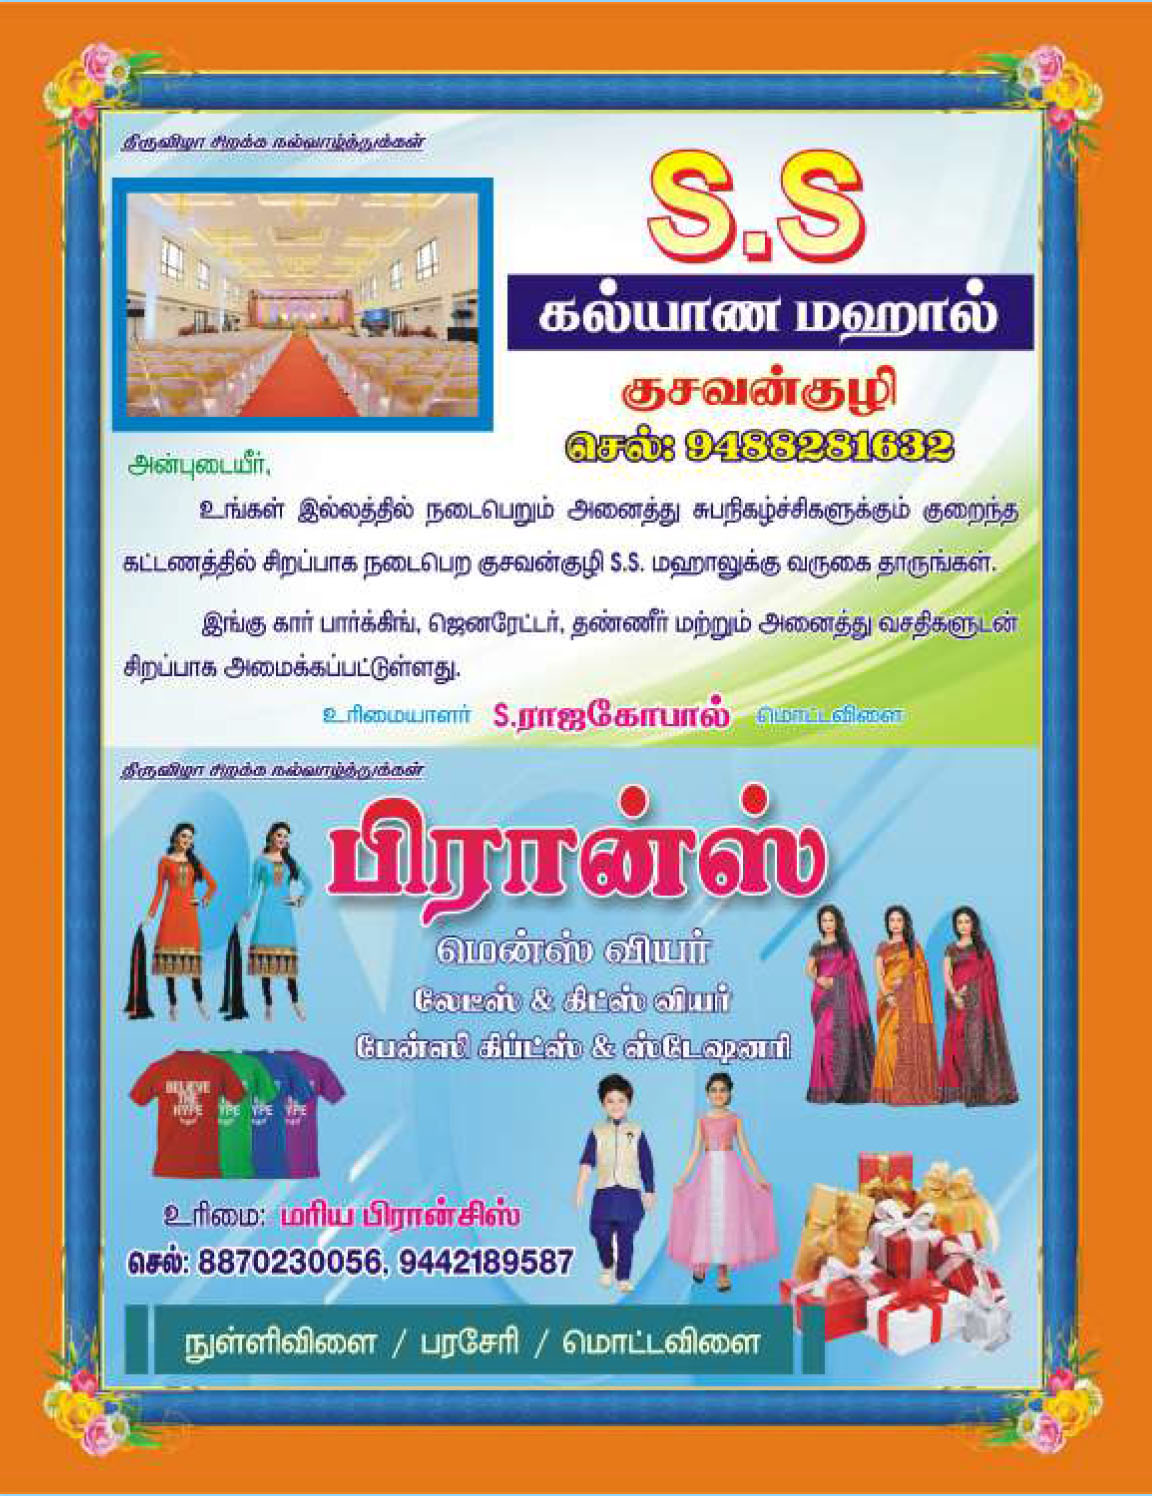 திருவிழா சிறக்க நல்வாழ்த்துக்கள்
S.S
கல்யாண மஹால்
குசவன்குழி
செல்: 9488281632
அன்புடையீர்,
உங்கள் இல்லத்தில் நடைபெறும் அனைத்து சுபநிகழ்ச்சிகளுக்கும் குறைந்த
கட்டணத்தில் சிறப்பாக நடைபெற குசவன்குழி S.S. மஹாலுக்கு வருகை தாருங்கள்.
இங்கு கார் பார்க்கிங், ஜெனரேட்டர், தண்ணீர் மற்றும் அனைத்து வசதிகளுடன்
சிறப்பாக அமைக்கப்பட்டுள்ளது.
உரிமையாளர் S.ராஜகோபால் மொட்டவிளை
திருவிழா சிறக்க நல்வாழ்த்துக்கள்
பிரான்ஸ்
மென்ஸ் வியர்
லேடீஸ் & கிட்ஸ் வியர்
பேன்ஸி கிப்ட்ஸ் & ஸ்டேஷனரி
BELIEVE
THE
HYPE YPE YPE YPE
உரிமை: மரிய பிரான்சிஸ்
செல்: 8870230056, 9442189587
நுள்ளிவிளை / பரசேரி / மொட்டவிளை